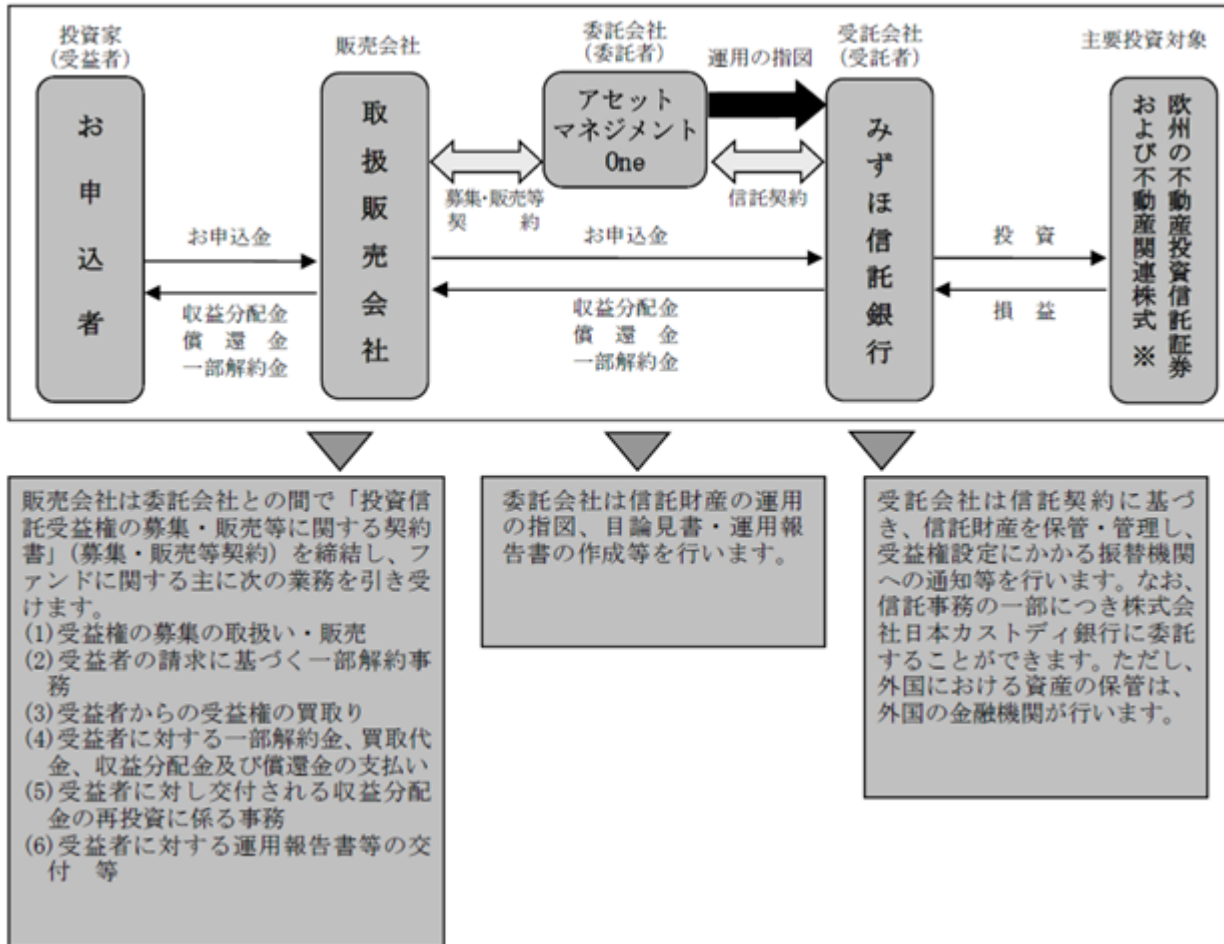 投資家
(受益者)
お申込者
販売会社
取扱販売会社
委託会社
(委託者)
アセット
マネジメント
One
運用の指図
受託会社
(受託者)
みずほ信託銀行
主要投資対象
欧州の不動産投資信託証券
および不動産関連株式 ※
募集・販売等
契　約
信託契約
お申込金
収益分配金
償 還 金
一部解約金
お申込金
収益分配金
償 還 金
一部解約金
投 資
損 益
販売会社は委託会社との間で「投資信
託受益権の募集・販売等に関する契約
書」(募集・販売等契約)を締結し、フ
ァンドに関する主に次の業務を引き受
けます。
(1)受益権の募集の取扱い・販売
(2)受益者の請求に基づく一部解約事
務
(3)受益者からの受益権の買取り
(4)受益者に対する一部解約金、買取代
金、収益分配金及び償還金の支払い
(5)受益者に対し交付される収益分配
金の再投資に係る事務
(6)受益者に対する運用報告書等の交
付　等
委託会社は信託財産の運用
の指図、目論見書・運用報
告書の作成等を行います。
受託会社は信託契約に基づ
き、信託財産を保管・管理し、
受益権設定にかかる振替機関
への通知等を行います。なお、
信託事務の一部につき株式会
社日本カストディ銀行に委託
することができます。ただし、
外国における資産の保管は、
外国の金融機関が行います。